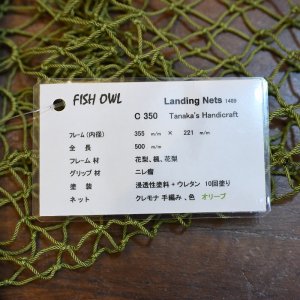 FISH OWL
Landing Nets 1489
C 350 Tanaka's Handicraft
フレーム (内径) 355 m/m × 221 m/m
全 長 500 m/m
フレーム 材 花梨、楓、花梨
グリップ 材 ニレ瘤
塗 装 浸透性塗料 + ウレタン 10回塗り
ネット クレモナ 手編み 、色 オリーブ